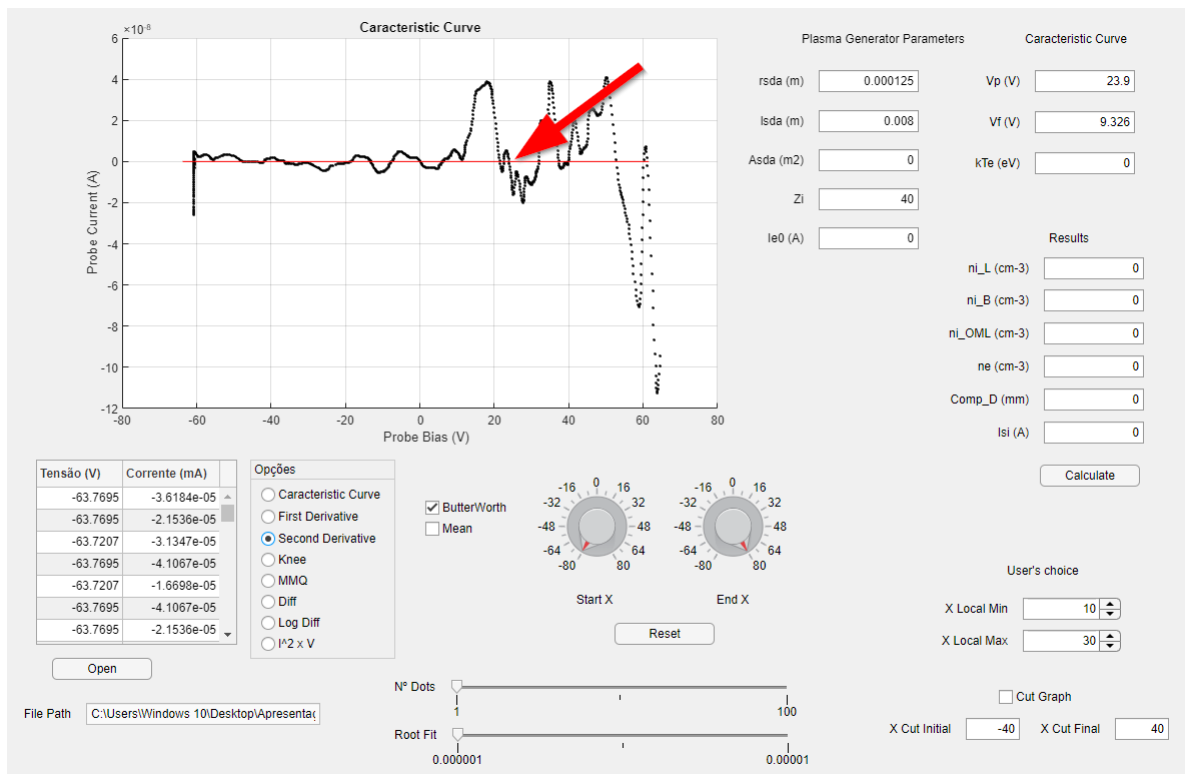 Caracteristic Curve
×10⁻⁸
6
4
2
0
-2
-4
-6
-8
-10
-12
-80 -60 -40 -20 0 20 40 60 80
Probe Current (A)
Probe Bias (V)
Plasma Generator Parameters
rsda (m) 0.000125
lsda (m) 0.008
Asda (m2) 0
Zi 40
Ie0 (A) 0
Caracteristic Curve
Vp (V) 23.9
Vf (V) 9.326
kTe (eV) 0
Results
ni_L (cm-3) 0
ni_B (cm-3) 0
ni_OML (cm-3) 0
ne (cm-3) 0
Comp_D (mm) 0
Isi (A) 0
Calculate
Tensão (V) Corrente (mA)
-63.7695 -3.6184e-05
-63.7695 -2.1536e-05
-63.7207 -3.1347e-05
-63.7695 -4.1067e-05
-63.7207 -1.6698e-05
-63.7695 -4.1067e-05
-63.7695 -2.1536e-05
Open
File Path C:\Users\Windows 10\Desktop\Apresentaç
Opções
Caracteristic Curve
First Derivative
Second Derivative
Knee
MMQ
Diff
Log Diff
I^2 x V
ButterWorth
Mean
-80 -64 -48 -32 -16 0 16 32 48 64 80
Start X
-80 -64 -48 -32 -16 0 16 32 48 64 80
End X
Reset
Nº Dots
1 100
Root Fit
0.000001 0.00001
User's choice
X Local Min 10
X Local Max 30
Cut Graph
X Cut Initial -40 X Cut Final 40